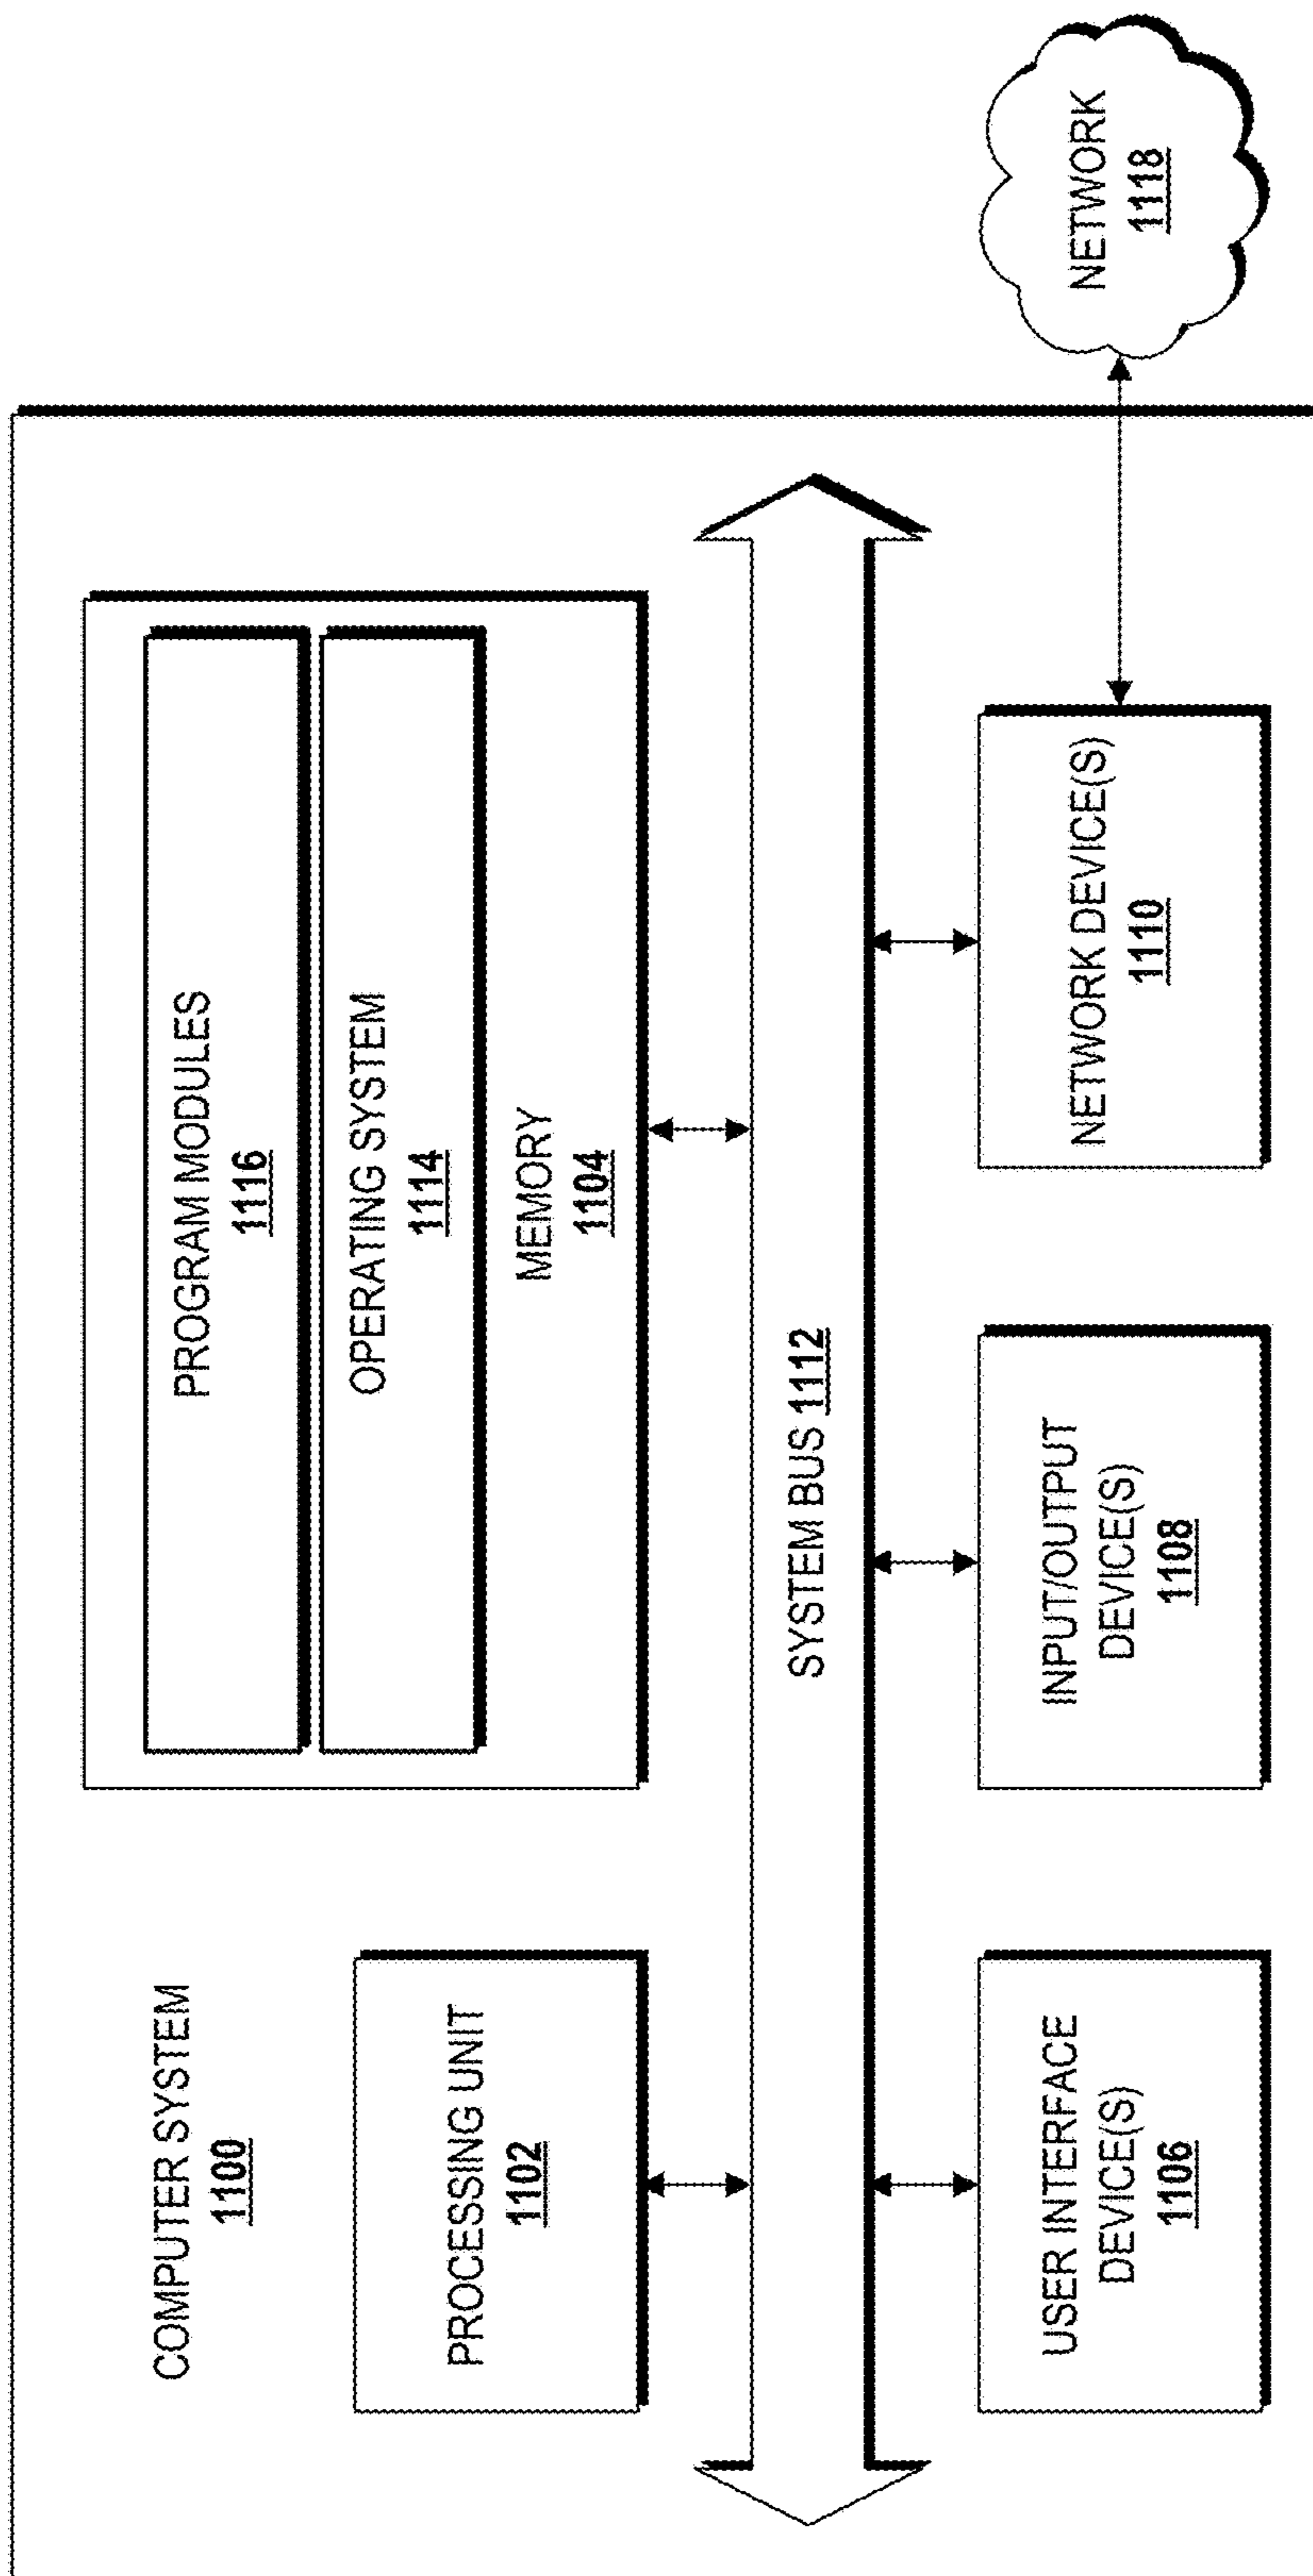 COMPUTER SYSTEM
1100
PROCESSING UNIT
1102
PROGRAM MODULES
1116
OPERATING SYSTEM
1114
MEMORY
1104
SYSTEM BUS 1112
USER INTERFACE
DEVICE(S)
1106
INPUT/OUTPUT
DEVICE(S)
1108
NETWORK DEVICE(S)
1110
NETWORK
1118